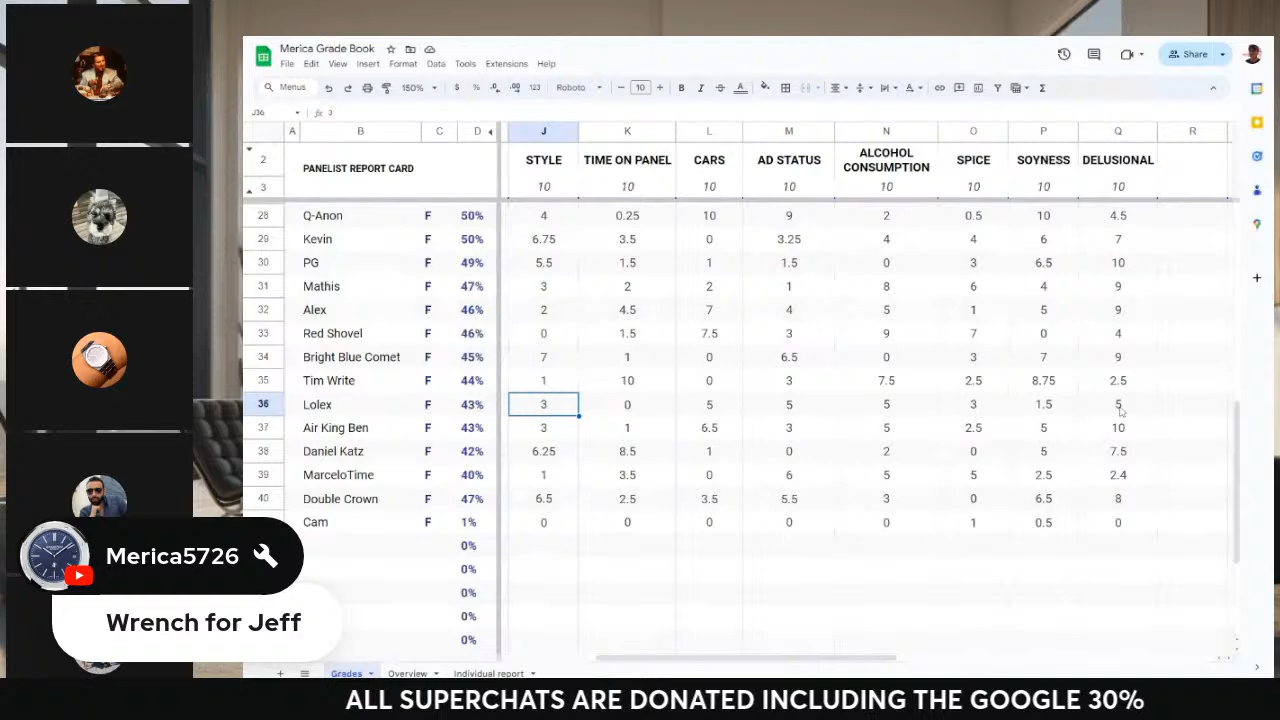 Merica Grade Book
File Edit View Insert Format Data Tools Extensions Help
Share
Menus 150% $ % .0 .00 123 Roboto 10 B I A
J36 fx 3
A B C D J K L M N O P Q R
2 PANELIST REPORT CARD STYLE TIME ON PANEL CARS AD STATUS ALCOHOL CONSUMPTION SPICE SOYNESS DELUSIONAL
3 10 10 10 10 10 10 10 10
28 Q-Anon F 50% 4 0.25 10 9 2 0.5 10 4.5
29 Kevin F 50% 6.75 3.5 0 3.25 4 4 6 7
30 PG F 49% 5.5 1.5 1 1.5 0 3 6.5 10
31 Mathis F 47% 3 2 2 1 8 6 4 9
32 Alex F 46% 2 4.5 7 4 5 1 5 9
33 Red Shovel F 46% 0 1.5 7.5 3 9 7 0 4
34 Bright Blue Comet F 45% 7 1 0 6.5 0 3 7 9
35 Tim Write F 44% 1 10 0 3 7.5 2.5 8.75 2.5
36 Lolex F 43% 3 0 5 5 5 3 1.5 5
37 Air King Ben F 43% 3 1 6.5 3 5 2.5 5 10
38 Daniel Katz F 42% 6.25 8.5 1 0 2 0 5 7.5
39 MarceloTime F 40% 1 3.5 0 6 5 5 2.5 2.4
40 Double Crown F 47% 6.5 2.5 3.5 5.5 3 0 6.5 8
Cam F 1% 0 0 0 0 0 1 0.5 0
0%
0%
0%
0%
0%
Grades Overview Individual report
Merica5726
Wrench for Jeff
ALL SUPERCHATS ARE DONATED INCLUDING THE GOOGLE 30%